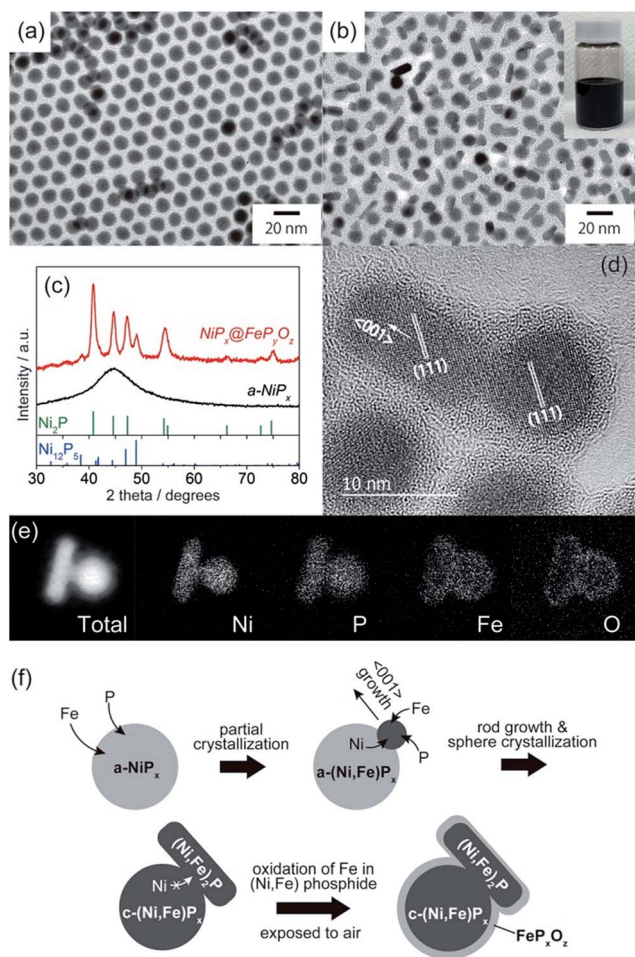 (a)
20 nm
(b)
20 nm
(c)
Intensity / a.u.
NiPx@FePyOz
a-NiPx
Ni2P
Ni12P5
30 40 50 60 70 80
2 theta / degrees
(d)
<001>
(111)
(111)
10 nm
(e)
Total
Ni
P
Fe
O
(f)
Fe
P
a-NiPx
partial
crystallization
<001>
growth
Fe
Ni
P
a-(Ni,Fe)Px
rod growth &
sphere crystallization
(Ni,Fe)2P
Ni
c-(Ni,Fe)Px
oxidation of Fe in
(Ni,Fe) phosphide
exposed to air
(Ni,Fe)2P
c-(Ni,Fe)Px
FePxOz